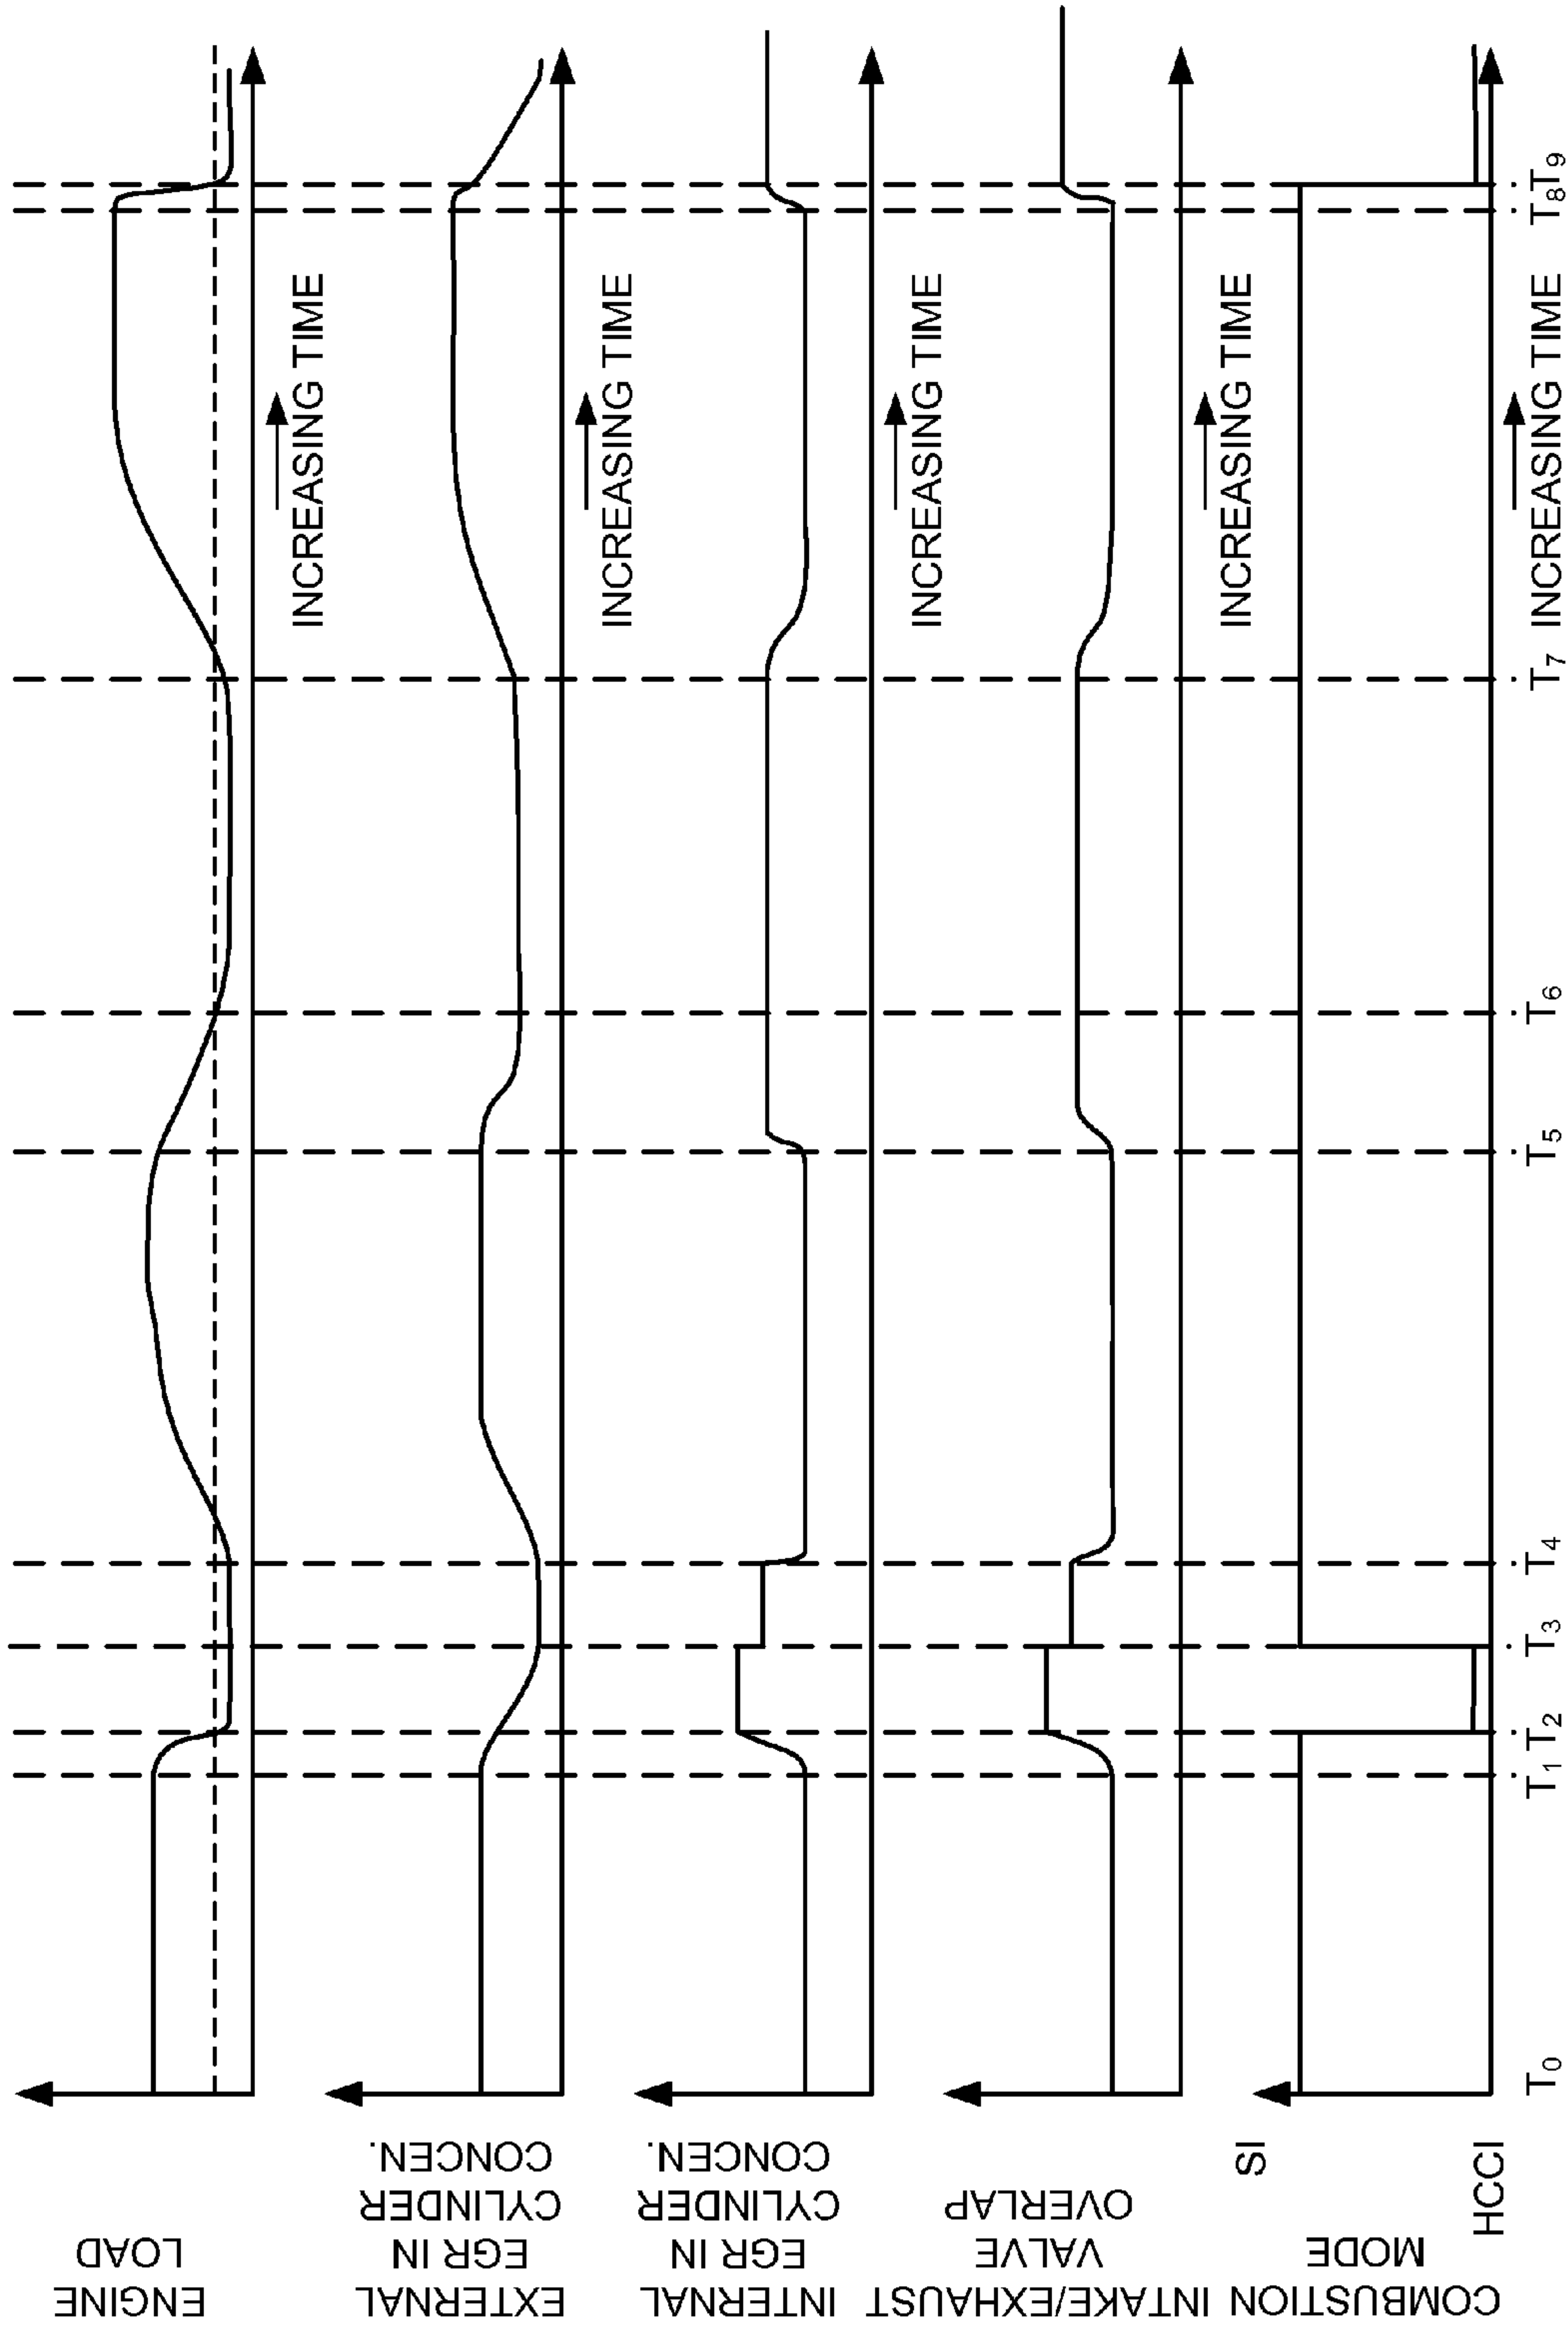 ENGINE
LOAD
INCREASING TIME
EXTERNAL
EGR IN
CYLINDER
CONCEN.
INCREASING TIME
INTERNAL
EGR IN
CYLINDER
CONCEN.
INCREASING TIME
INTAKE/EXHAUST
VALVE
OVERLAP
INCREASING TIME
COMBUSTION
MODE
SI
HCCI
T0
T1
T2
T3
T4
T5
T6
T7
INCREASING TIME
T8
T9